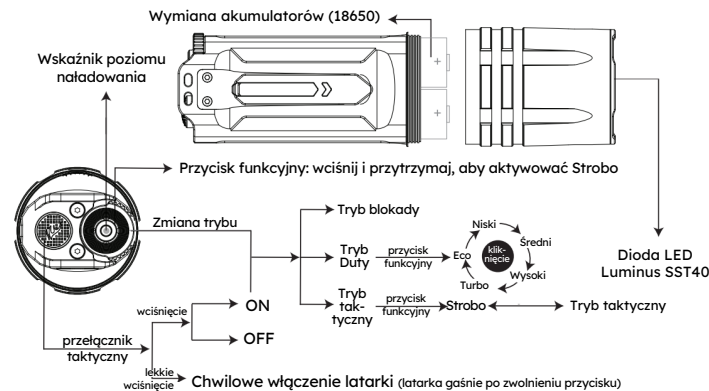 Wymiana akumulatorów (18650)
Wskaźnik poziomu
naładowania
Przycisk funkcyjny: wciśnij i przytrzymaj, aby aktywować Strobo
Zmiana trybu
Tryb blokady
Tryb
Duty
przycisk
funkcyjny
Eco
Niski
Średni
Wysoki
Turbo
klik-
nięcie
Dioda LED
Luminus SST40
Tryb
tak-
tyczny
przycisk
funkcyjny
Strobo
Tryb taktyczny
przełącznik
taktyczny
wciśnięcie
ON
OFF
lekkie
wciśnięcie
Chwilowe włączenie latarki (latarka gaśnie po zwolnieniu przycisku)